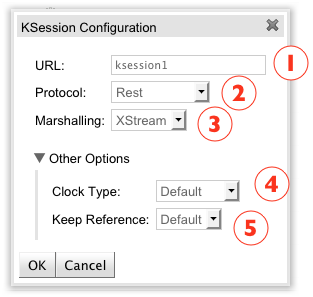 KSession Configuration
URL: ksession1 1
Protocol: Rest 2
Marshalling: XStream 3
Other Options
Clock Type: Default 4
Keep Reference: Default 5
OK Cancel